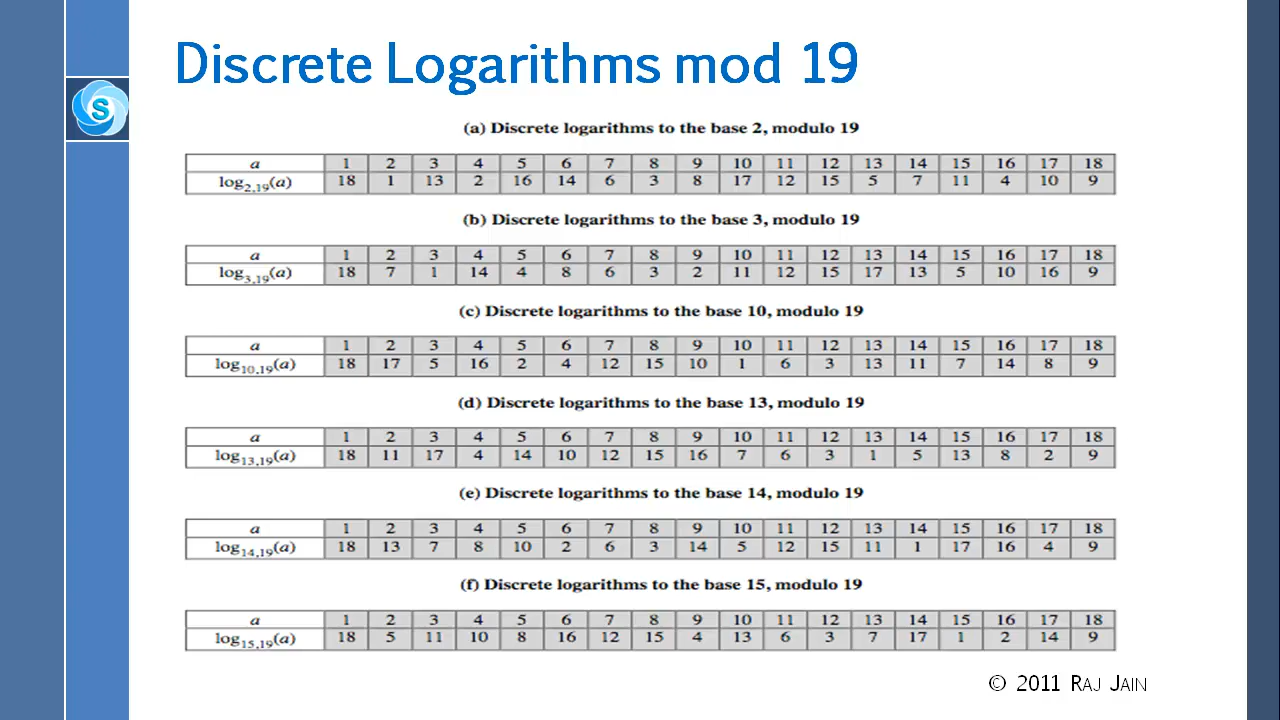 Discrete Logarithms mod 19
S
(a) Discrete logarithms to the base 2, modulo 19
a 1 2 3 4 5 6 7 8 9 10 11 12 13 14 15 16 17 18
log2,19(a) 18 1 13 2 16 14 6 3 8 17 12 15 5 7 11 4 10 9
(b) Discrete logarithms to the base 3, modulo 19
a 1 2 3 4 5 6 7 8 9 10 11 12 13 14 15 16 17 18
log3,19(a) 18 7 1 14 4 8 6 3 2 11 12 15 17 13 5 10 16 9
(c) Discrete logarithms to the base 10, modulo 19
a 1 2 3 4 5 6 7 8 9 10 11 12 13 14 15 16 17 18
log10,19(a) 18 17 5 16 2 4 12 15 10 1 6 3 13 11 7 14 8 9
(d) Discrete logarithms to the base 13, modulo 19
a 1 2 3 4 5 6 7 8 9 10 11 12 13 14 15 16 17 18
log13,19(a) 18 11 17 4 14 10 12 15 16 7 6 3 1 5 13 8 2 9
(e) Discrete logarithms to the base 14, modulo 19
a 1 2 3 4 5 6 7 8 9 10 11 12 13 14 15 16 17 18
log14,19(a) 18 13 7 8 10 2 6 3 14 5 12 15 11 1 17 16 4 9
(f) Discrete logarithms to the base 15, modulo 19
a 1 2 3 4 5 6 7 8 9 10 11 12 13 14 15 16 17 18
log15,19(a) 18 5 11 10 8 16 12 15 4 13 6 3 7 17 1 2 14 9
© 2011 RAJ JAIN